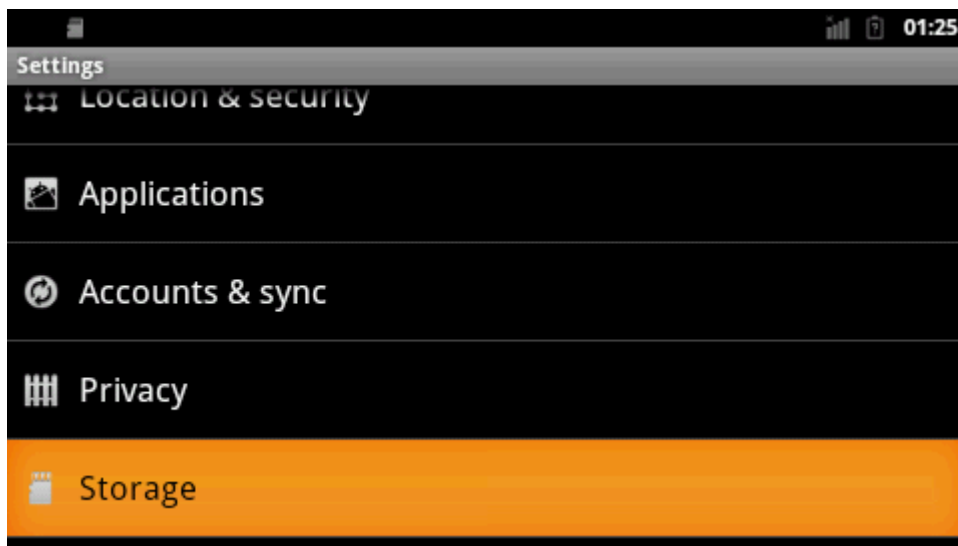 01:25
Settings
Location & security
Applications
Accounts & sync
Privacy
Storage